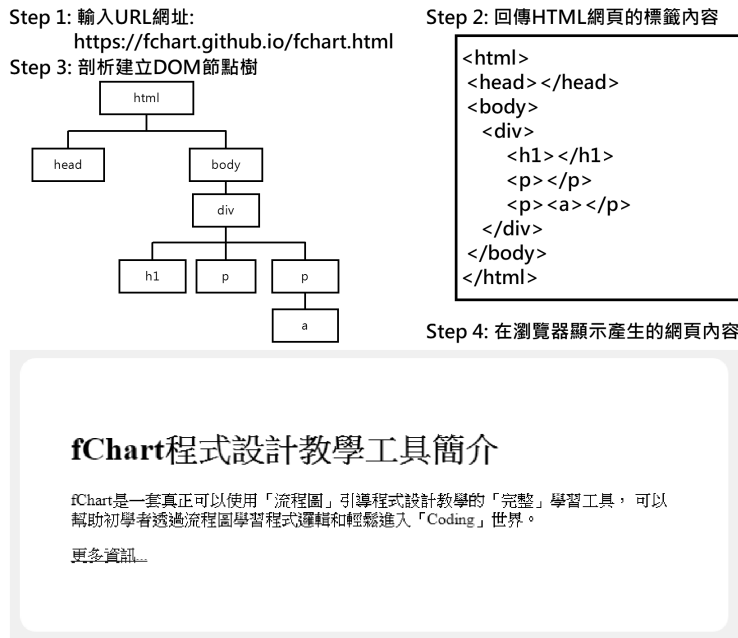 Step 1: 輸入URL網址:
https://fchart.github.io/fchart.html
Step 2: 回傳HTML網頁的標籤內容
<html>
<head></head>
<body>
<div>
<h1></h1>
<p></p>
<p><a></p>
</div>
</body>
</html>
Step 3: 剖析建立DOM節點樹
html
head
body
div
h1
p
p
a
Step 4: 在瀏覽器顯示產生的網頁內容
fChart程式設計教學工具簡介
fChart是一套真正可以使用「流程圖」引導程式設計教學的「完整」學習工具， 可以
幫助初學者透過流程圖學習程式邏輯和輕鬆進入「Coding」世界。
更多資訊...